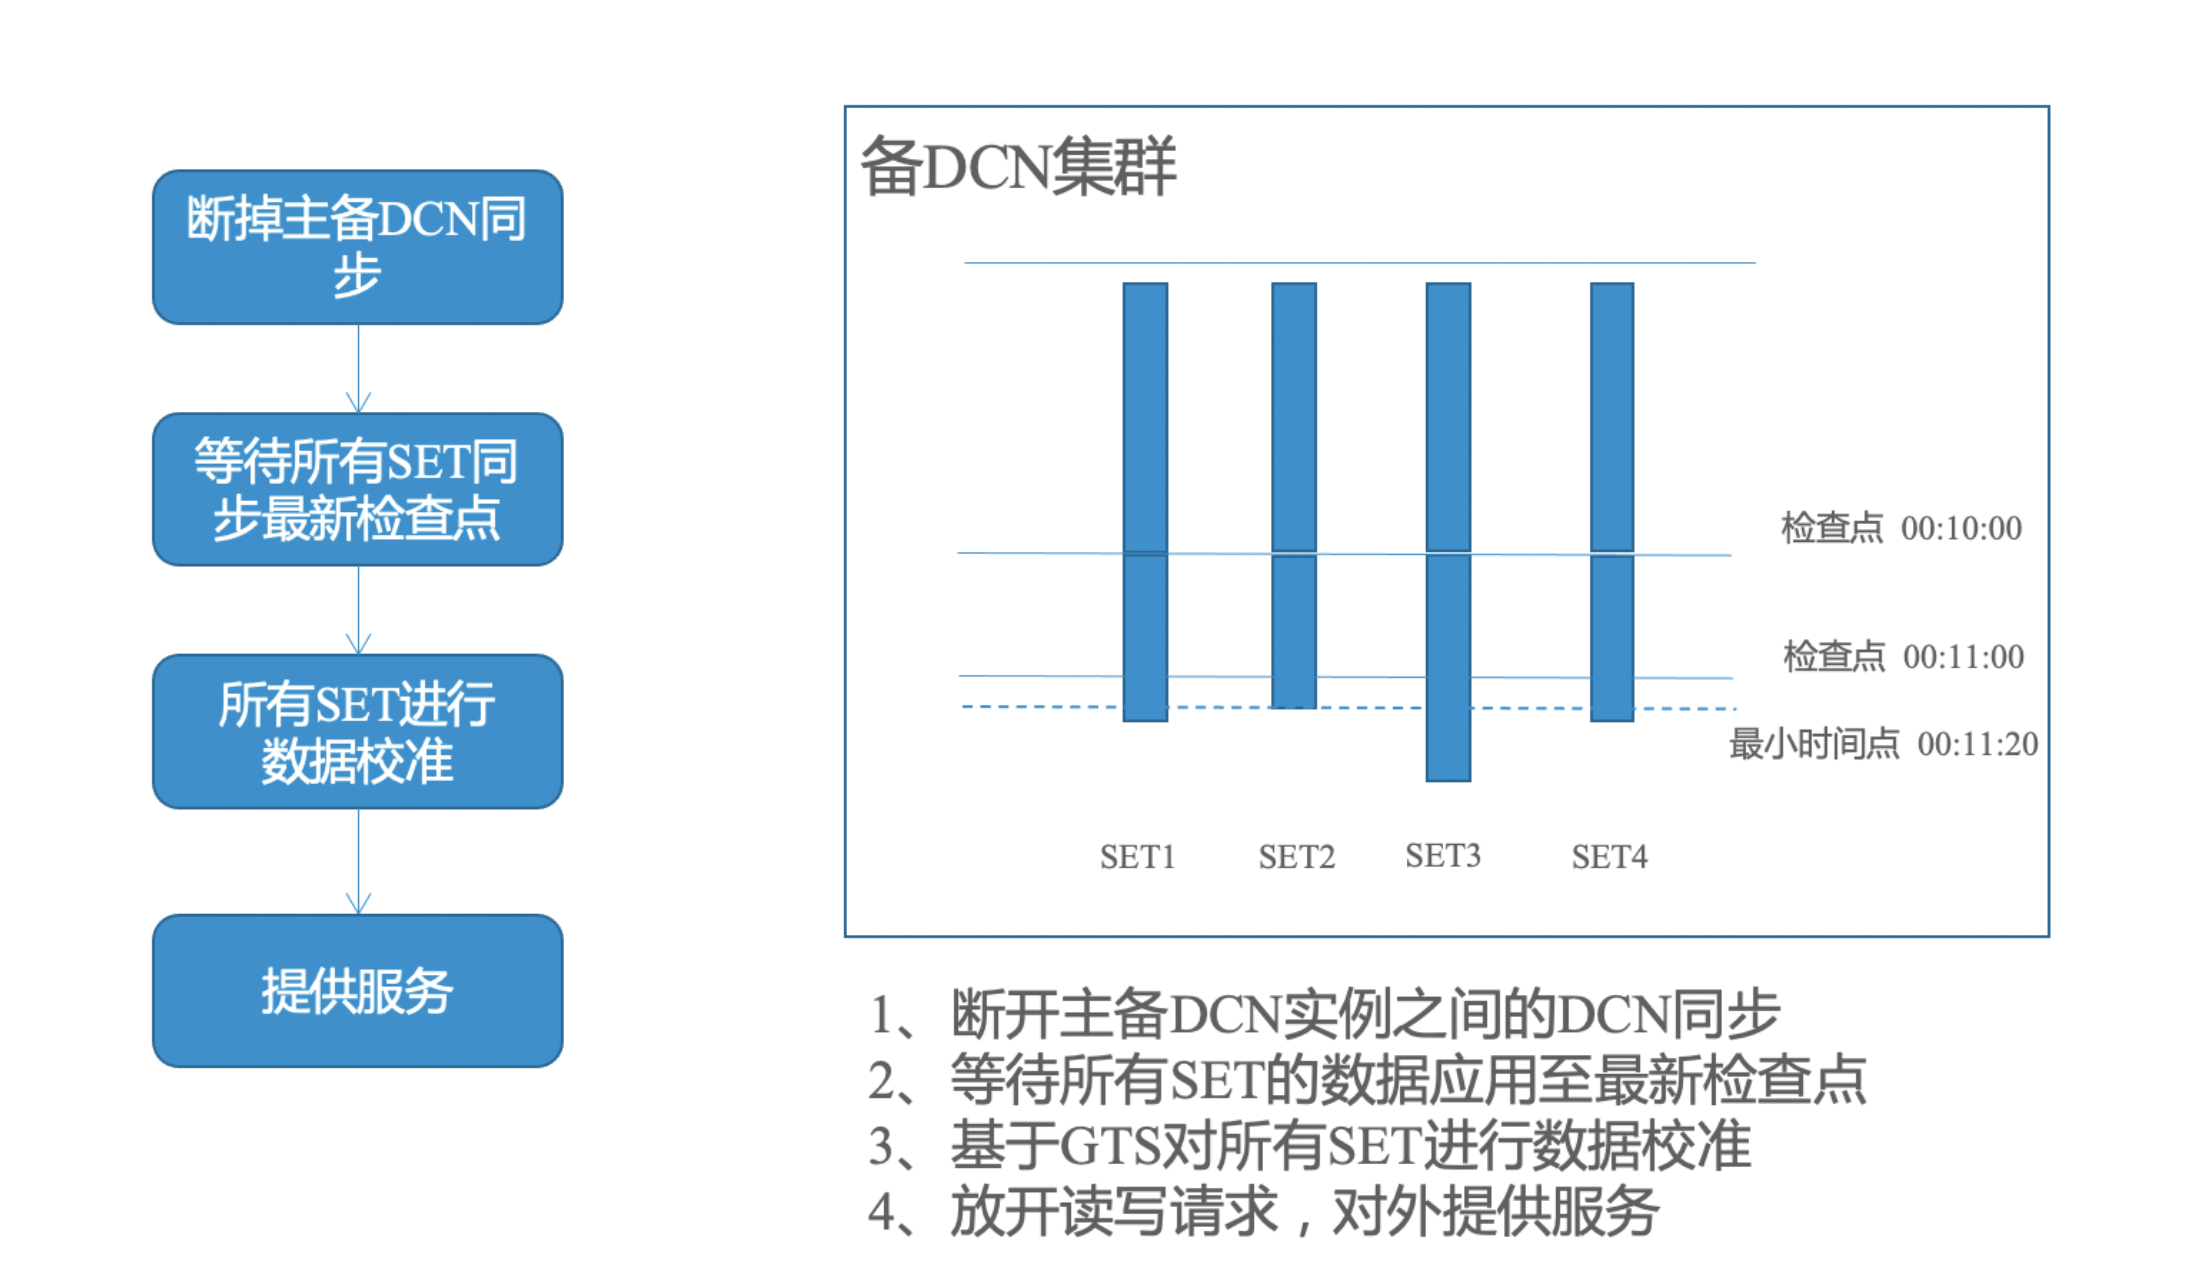 断掉主备DCN同
步
等待所有SET同
步最新检查点
所有SET进行
数据校准
提供服务
备DCN集群
检查点 00:10:00
检查点 00:11:00
最小时间点 00:11:20
SET1
SET2
SET3
SET4
1、断开主备DCN实例之间的DCN同步
2、等待所有SET的数据应用至最新检查点
3、基于GTS对所有SET进行数据校准
4、放开读写请求，对外提供服务